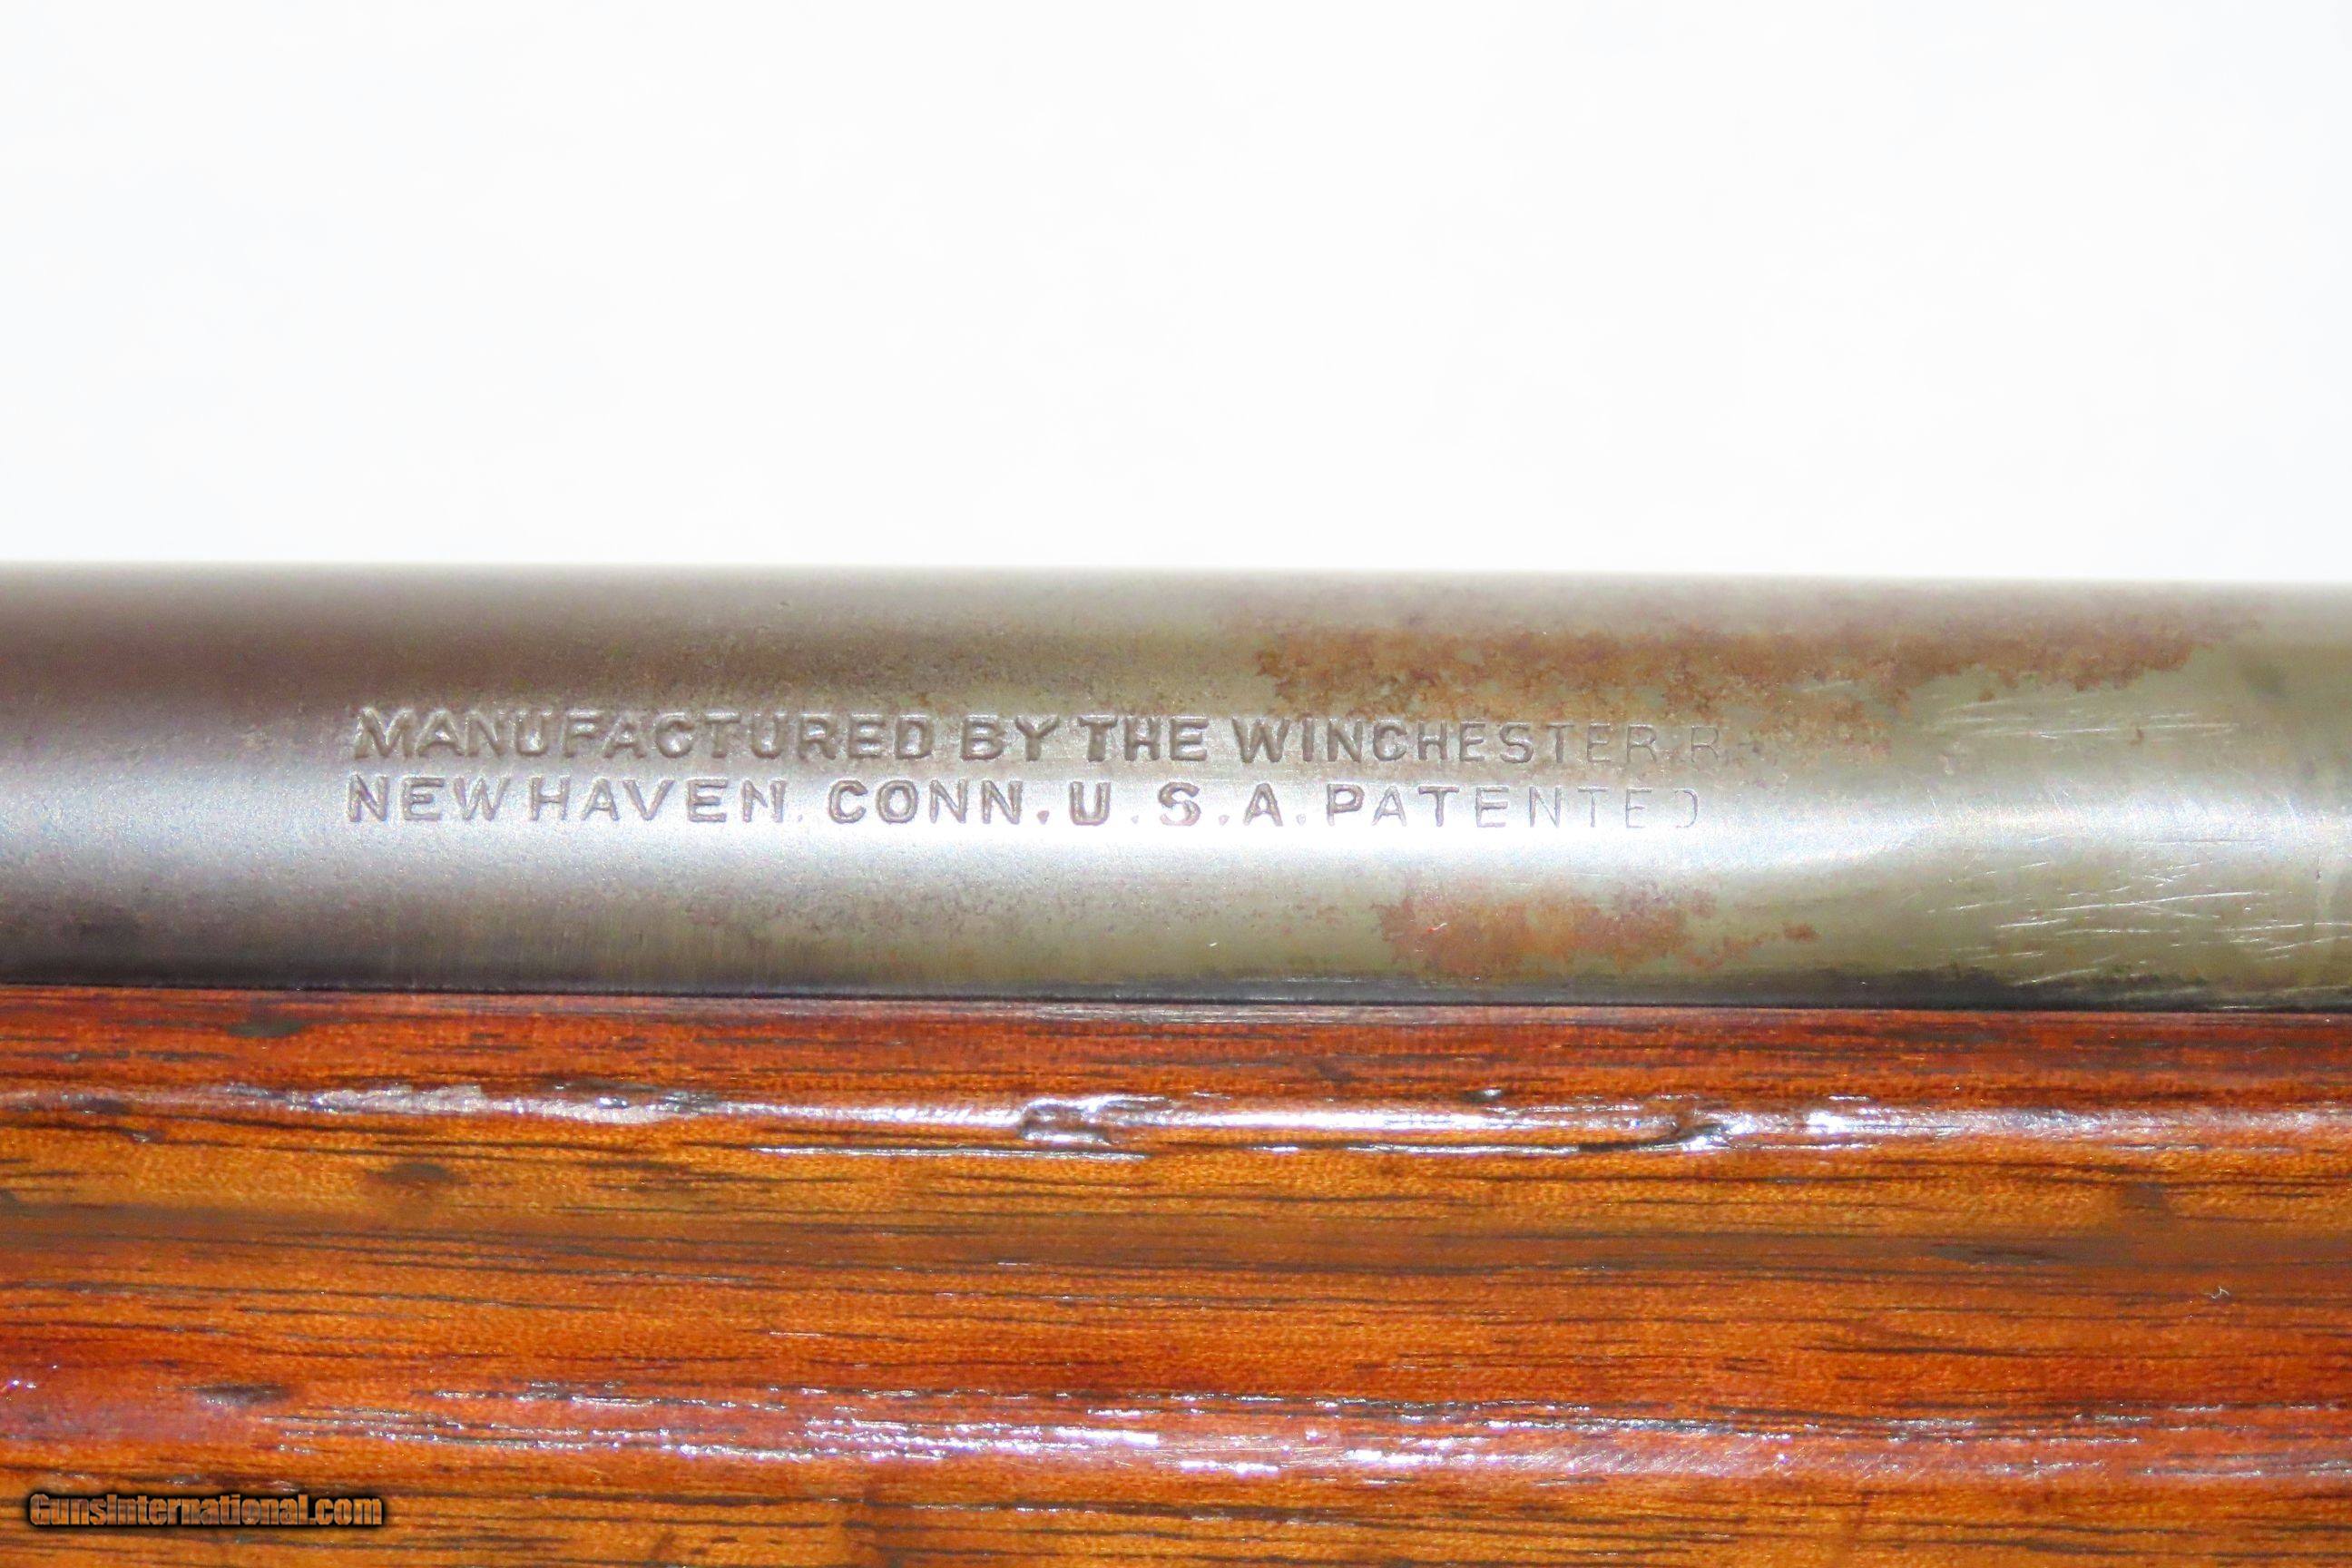 MANUFACTURED BY THE WINCHESTER R
NEW HAVEN. CONN. U.S.A. PATENTED
GunsInternational.com